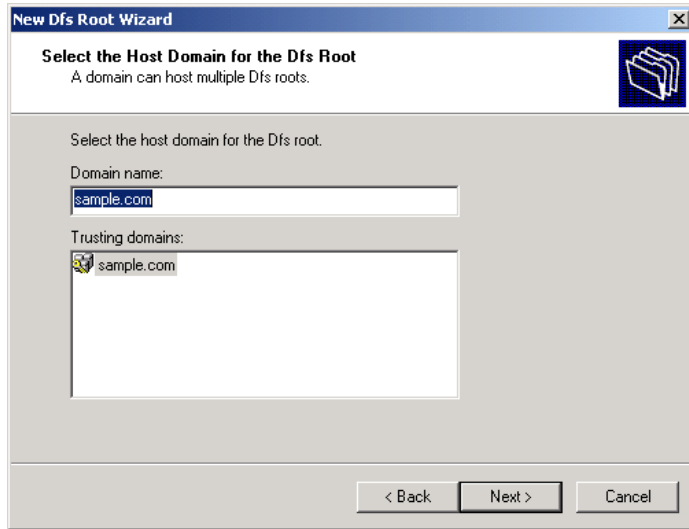 New Dfs Root Wizard
Select the Host Domain for the Dfs Root
A domain can host multiple Dfs roots.
Select the host domain for the Dfs root.
Domain name:
sample.com
Trusting domains:
sample.com
< Back
Next >
Cancel